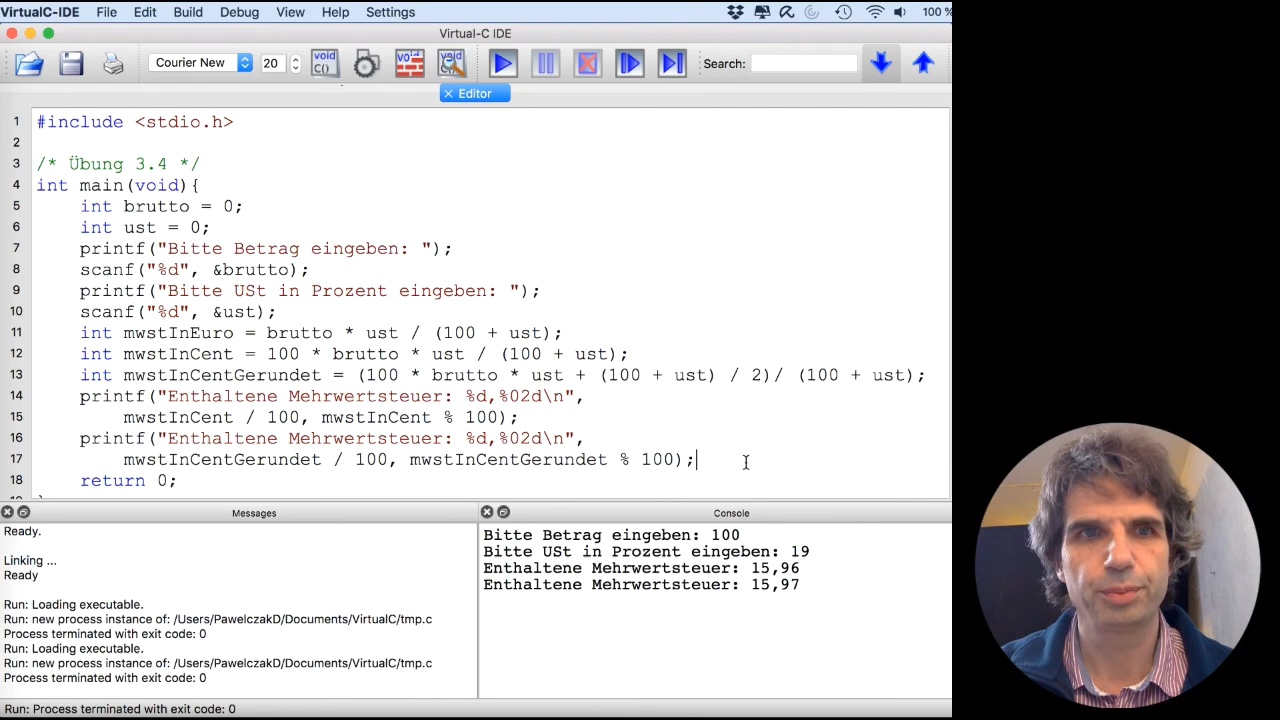 VirtualC-IDE File Edit Build Debug View Help Settings 100 %
Virtual-C IDE
Courier New 20 void C() void Search:
Editor
1 #include <stdio.h>
2
3 /* Übung 3.4 */
4 int main(void){
5 int brutto = 0;
6 int ust = 0;
7 printf("Bitte Betrag eingeben: ");
8 scanf("%d", &brutto);
9 printf("Bitte USt in Prozent eingeben: ");
10 scanf("%d", &ust);
11 int mwstInEuro = brutto * ust / (100 + ust);
12 int mwstInCent = 100 * brutto * ust / (100 + ust);
13 int mwstInCentGerundet = (100 * brutto * ust + (100 + ust) / 2)/ (100 + ust);
14 printf("Enthaltene Mehrwertsteuer: %d,%02d\n",
15 mwstInCent / 100, mwstInCent % 100);
16 printf("Enthaltene Mehrwertsteuer: %d,%02d\n",
17 mwstInCentGerundet / 100, mwstInCentGerundet % 100);
18 return 0;
Messages
Ready.
Linking ...
Ready
Run: Loading executable.
Run: new process instance of: /Users/PawelczakD/Documents/VirtualC/tmp.c
Process terminated with exit code: 0
Run: Loading executable.
Run: new process instance of: /Users/PawelczakD/Documents/VirtualC/tmp.c
Process terminated with exit code: 0
Console
Bitte Betrag eingeben: 100
Bitte USt in Prozent eingeben: 19
Enthaltene Mehrwertsteuer: 15,96
Enthaltene Mehrwertsteuer: 15,97
Run: Process terminated with exit code: 0